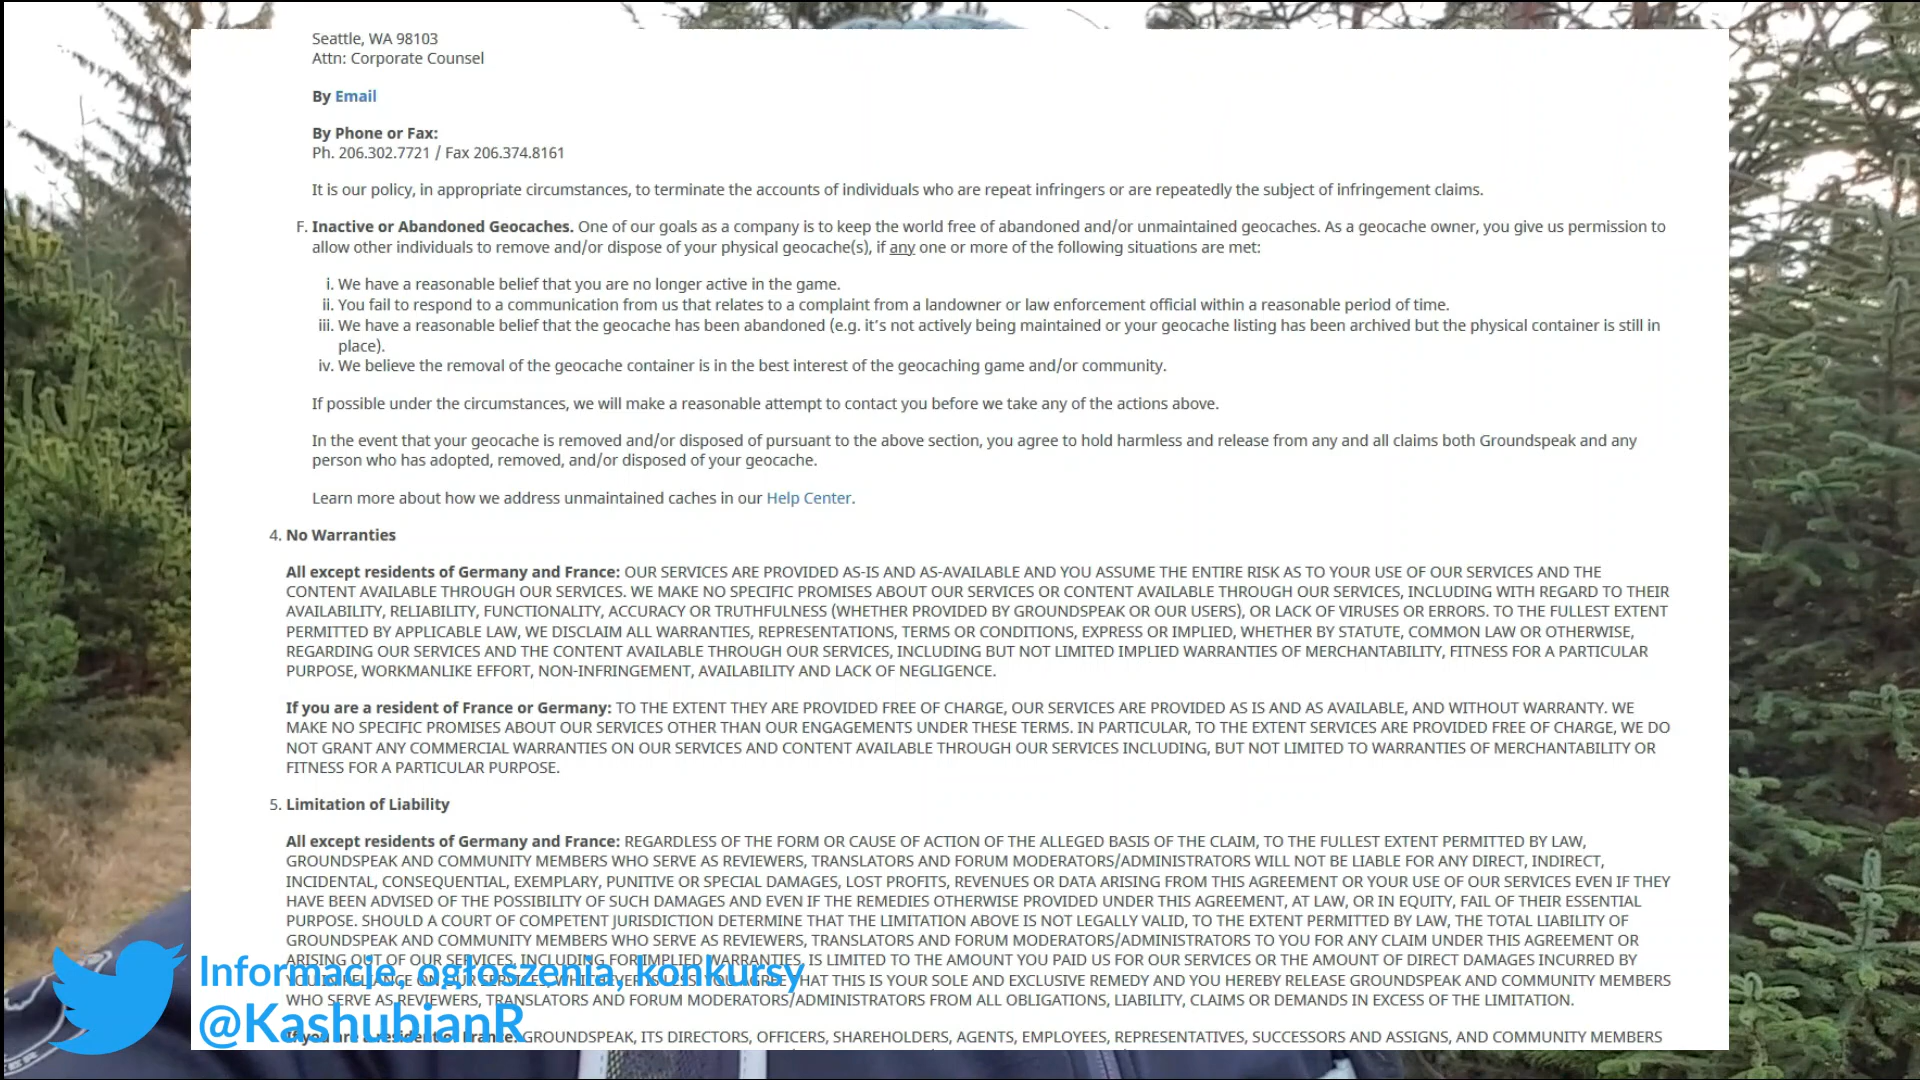 Seattle, WA 98103
Attn: Corporate Counsel
By Email
By Phone or Fax:
Ph. 206.302.7721 / Fax 206.374.8161
It is our policy, in appropriate circumstances, to terminate the accounts of individuals who are repeat infringers or are repeatedly the subject of infringement claims.
F. Inactive or Abandoned Geocaches. One of our goals as a company is to keep the world free of abandoned and/or unmaintained geocaches. As a geocache owner, you give us permission to
allow other individuals to remove and/or dispose of your physical geocache(s), if any one or more of the following situations are met:
i. We have a reasonable belief that you are no longer active in the game.
ii. You fail to respond to a communication from us that relates to a complaint from a landowner or law enforcement official within a reasonable period of time.
iii. We have a reasonable belief that the geocache has been abandoned (e.g. it's not actively being maintained or your geocache listing has been archived but the physical container is still in
place).
iv. We believe the removal of the geocache container is in the best interest of the geocaching game and/or community.
If possible under the circumstances, we will make a reasonable attempt to contact you before we take any of the actions above.
In the event that your geocache is removed and/or disposed of pursuant to the above section, you agree to hold harmless and release from any and all claims both Groundspeak and any
person who has adopted, removed, and/or disposed of your geocache.
Learn more about how we address unmaintained caches in our Help Center.
4. No Warranties
All except residents of Germany and France: OUR SERVICES ARE PROVIDED AS-IS AND AS-AVAILABLE AND YOU ASSUME THE ENTIRE RISK AS TO YOUR USE OF OUR SERVICES AND THE
CONTENT AVAILABLE THROUGH OUR SERVICES. WE MAKE NO SPECIFIC PROMISES ABOUT OUR SERVICES OR CONTENT AVAILABLE THROUGH OUR SERVICES, INCLUDING WITH REGARD TO THEIR
AVAILABILITY, RELIABILITY, FUNCTIONALITY, ACCURACY OR TRUTHFULNESS (WHETHER PROVIDED BY GROUNDSPEAK OR OUR USERS), OR LACK OF VIRUSES OR ERRORS. TO THE FULLEST EXTENT
PERMITTED BY APPLICABLE LAW, WE DISCLAIM ALL WARRANTIES, REPRESENTATIONS, TERMS OR CONDITIONS, EXPRESS OR IMPLIED, WHETHER BY STATUTE, COMMON LAW OR OTHERWISE,
REGARDING OUR SERVICES AND THE CONTENT AVAILABLE THROUGH OUR SERVICES, INCLUDING BUT NOT LIMITED IMPLIED WARRANTIES OF MERCHANTABILITY, FITNESS FOR A PARTICULAR
PURPOSE, WORKMANLIKE EFFORT, NON-INFRINGEMENT, AVAILABILITY AND LACK OF NEGLIGENCE.
If you are a resident of France or Germany: TO THE EXTENT THEY ARE PROVIDED FREE OF CHARGE, OUR SERVICES ARE PROVIDED AS IS AND AS AVAILABLE, AND WITHOUT WARRANTY. WE
MAKE NO SPECIFIC PROMISES ABOUT OUR SERVICES OTHER THAN OUR ENGAGEMENTS UNDER THESE TERMS. IN PARTICULAR, TO THE EXTENT SERVICES ARE PROVIDED FREE OF CHARGE, WE DO
NOT GRANT ANY COMMERCIAL WARRANTIES ON OUR SERVICES AND CONTENT AVAILABLE THROUGH OUR SERVICES INCLUDING, BUT NOT LIMITED TO WARRANTIES OF MERCHANTABILITY OR
FITNESS FOR A PARTICULAR PURPOSE.
5. Limitation of Liability
All except residents of Germany and France: REGARDLESS OF THE FORM OR CAUSE OF ACTION OF THE ALLEGED BASIS OF THE CLAIM, TO THE FULLEST EXTENT PERMITTED BY LAW,
GROUNDSPEAK AND COMMUNITY MEMBERS WHO SERVE AS REVIEWERS, TRANSLATORS AND FORUM MODERATORS/ADMINISTRATORS WILL NOT BE LIABLE FOR ANY DIRECT, INDIRECT,
INCIDENTAL, CONSEQUENTIAL, EXEMPLARY, PUNITIVE OR SPECIAL DAMAGES, LOST PROFITS, REVENUES OR DATA ARISING FROM THIS AGREEMENT OR YOUR USE OF OUR SERVICES EVEN IF THEY
HAVE BEEN ADVISED OF THE POSSIBILITY OF SUCH DAMAGES AND EVEN IF THE REMEDIES OTHERWISE PROVIDED UNDER THIS AGREEMENT, AT LAW, OR IN EQUITY, FAIL OF THEIR ESSENTIAL
PURPOSE. SHOULD A COURT OF COMPETENT JURISDICTION DETERMINE THAT THE LIMITATION ABOVE IS NOT LEGALLY VALID, TO THE EXTENT PERMITTED BY LAW, THE TOTAL LIABILITY OF
GROUNDSPEAK AND COMMUNITY MEMBERS WHO SERVE AS REVIEWERS, TRANSLATORS AND FORUM MODERATORS/ADMINISTRATORS TO YOU FOR ANY CLAIM UNDER THIS AGREEMENT OR
ARISING OUT OF OUR SERVICES, INCLUDING FOR IMPLIED WARRANTIES, IS LIMITED TO THE AMOUNT YOU PAID US FOR OUR SERVICES OR THE AMOUNT OF DIRECT DAMAGES INCURRED BY
THAT THIS IS YOUR SOLE AND EXCLUSIVE REMEDY AND YOU HEREBY RELEASE GROUNDSPEAK AND COMMUNITY MEMBERS
WHO SERVE AS REVIEWERS, TRANSLATORS AND FORUM MODERATORS/ADMINISTRATORS FROM ALL OBLIGATIONS, LIABILITY, CLAIMS OR DEMANDS IN EXCESS OF THE LIMITATION.
If you are a resident of France: GROUNDSPEAK, ITS DIRECTORS, OFFICERS, SHAREHOLDERS, AGENTS, EMPLOYEES, REPRESENTATIVES, SUCCESSORS AND ASSIGNS, AND COMMUNITY MEMBERS
Informacje, ogłoszenia, konkursy
@KashubianR